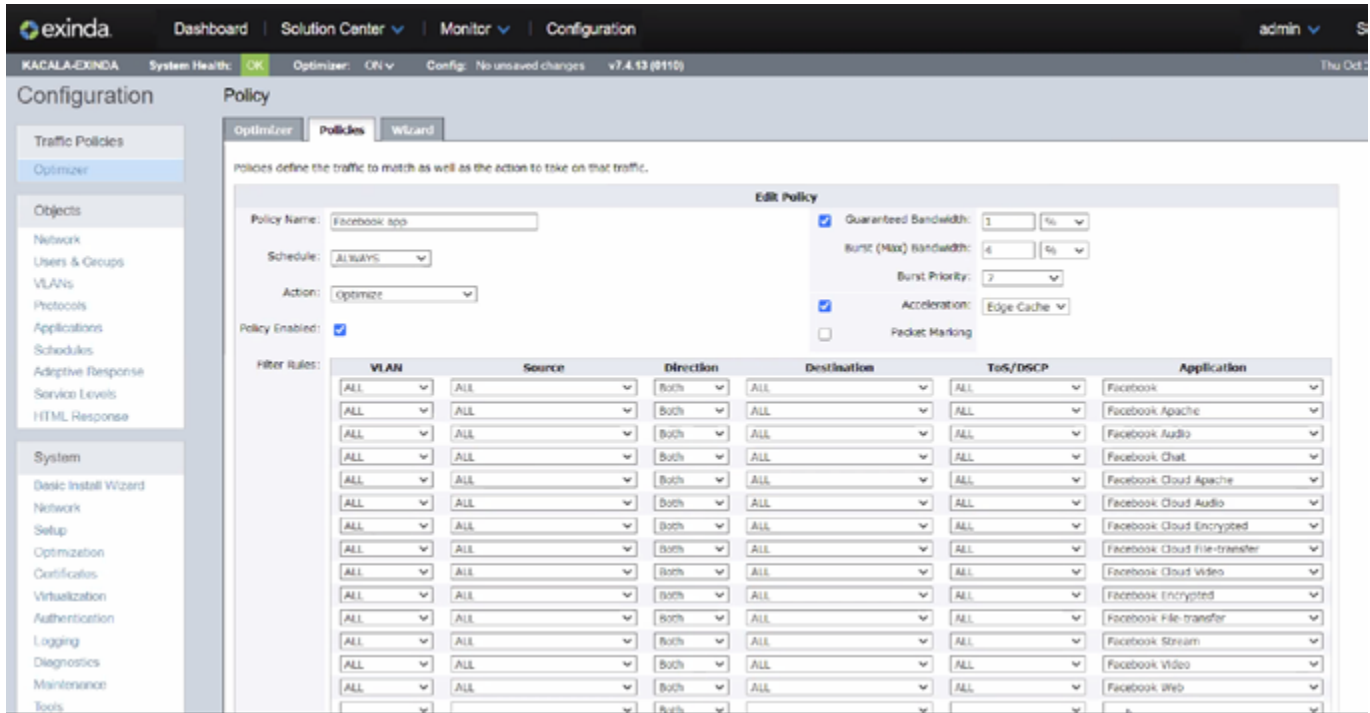 exinda. Dashboard Solution Center Monitor Configuration admin
KACALA-EXINDA System Health: OK Optimizer: ON Config: No unsaved changes v7.4.13 (0110) Thu Oct
Configuration
Traffic Policies
Optimizer
Objects
Network
Users & Groups
VLANs
Protocols
Applications
Schedules
Adaptive Response
Service Levels
HTML Response
System
Basic Install Wizard
Network
Setup
Optimization
Certificates
Virtualization
Authentication
Logging
Diagnostics
Maintenance
Tools
Policy
Optimizer Policies Wizard
Policies define the traffic to match as well as the action to take on that traffic.
Edit Policy
Policy Name: Facebook app
Schedule: ALWAYS
Action: Optimize
Policy Enabled:
Guaranteed Bandwidth: 1 %
Burst (Max) Bandwidth: %
Burst Priority: 7
Acceleration: Edge Cache
Packet Marking
Filter Rules: VLAN Source Direction Destination ToS/DSCP Application
ALL ALL Both ALL ALL Facebook
ALL ALL Both ALL ALL Facebook Apache
ALL ALL Both ALL ALL Facebook Audio
ALL ALL Both ALL ALL Facebook Chat
ALL ALL Both ALL ALL Facebook Cloud Apache
ALL ALL Both ALL ALL Facebook Cloud Audio
ALL ALL Both ALL ALL Facebook Cloud Encrypted
ALL ALL Both ALL ALL Facebook Cloud File-transfer
ALL ALL Both ALL ALL Facebook Cloud Video
ALL ALL Both ALL ALL Facebook Encrypted
ALL ALL Both ALL ALL Facebook File-transfer
ALL ALL Both ALL ALL Facebook Stream
ALL ALL Both ALL ALL Facebook Video
ALL ALL Both ALL ALL Facebook Web
Both